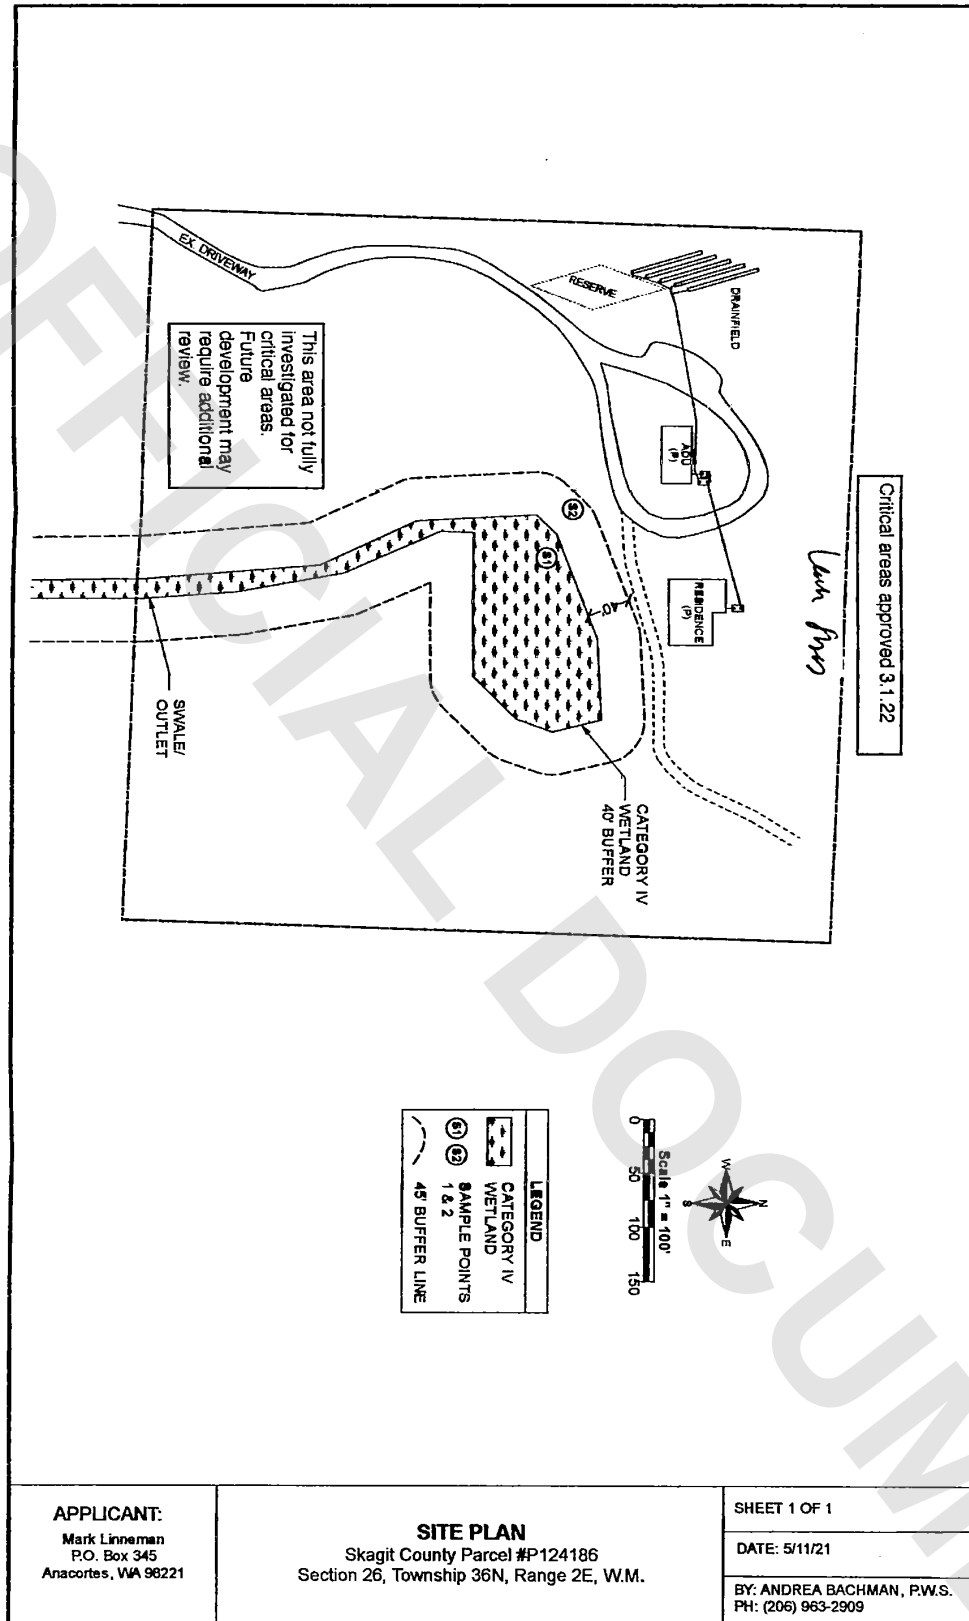 Critical areas approved 3.1.22
EX. DRIVEWAY
RESERVE
DRAINFIELD
ADU
(P)
RESIDENCE
(P)
This area not fully
investigated for
critical areas.
Future
development may
require additional
review.
S2
S1
40'
SWALE/
OUTLET
CATEGORY IV
WETLAND
40' BUFFER
W
N
S
E
Scale 1" = 100'
0
50
100
150
LEGEND
CATEGORY IV
WETLAND
S1 S2
SAMPLE POINTS
1 & 2
45' BUFFER LINE
APPLICANT:
Mark Linneman
P.O. Box 345
Anacortes, WA 98221
SITE PLAN
Skagit County Parcel #P124186
Section 26, Township 36N, Range 2E, W.M.
SHEET 1 OF 1
DATE: 5/11/21
BY: ANDREA BACHMAN, P.W.S.
PH: (206) 963-2909